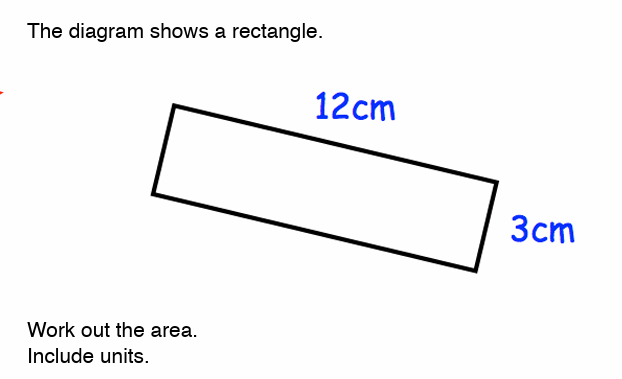 The diagram shows a rectangle.
12cm
3cm
Work out the area.
Include units.